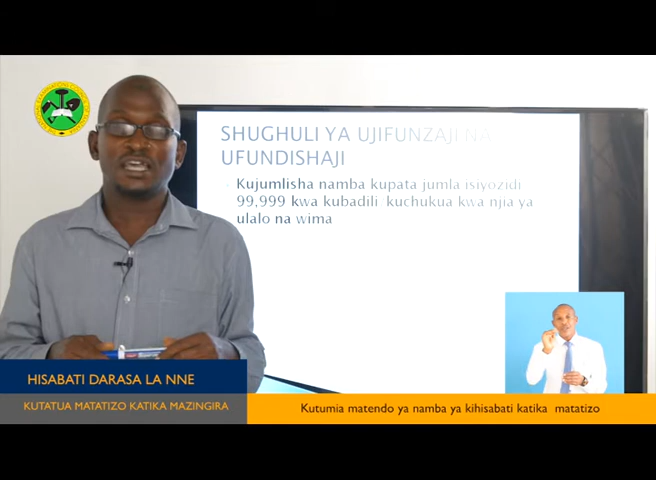 SHUGHULI YA UJIFUNZAJI NA
UFUNDISHAJI
Kujumlisha namba kupata jumla isiyozidi
99,999 kwa kubadili kuchukua kwa njia ya
ulalo na wima
HISABATI DARASA LA NNE
KUTATUA MATATIZO KATIKA MAZINGIRA
Kutumia matendo ya namba ya kihisabati katika matatizo